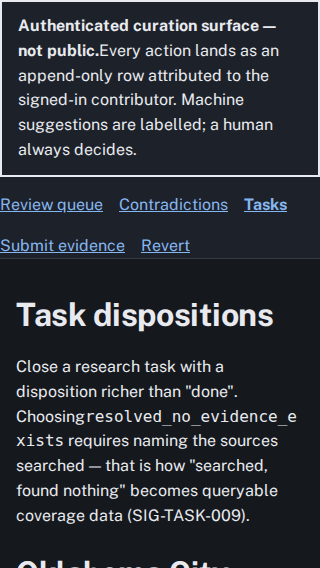 Authenticated curation surface —
not public.Every action lands as an
append-only row attributed to the
signed-in contributor. Machine
suggestions are labelled; a human
always decides.
Review queue Contradictions Tasks
Submit evidence Revert
Task dispositions
Close a research task with a
disposition richer than "done".
Choosingresolved_no_evidence_e
xists requires naming the sources
searched — that is how "searched,
found nothing" becomes queryable
coverage data (SIG-TASK-009).
Oklahoma City